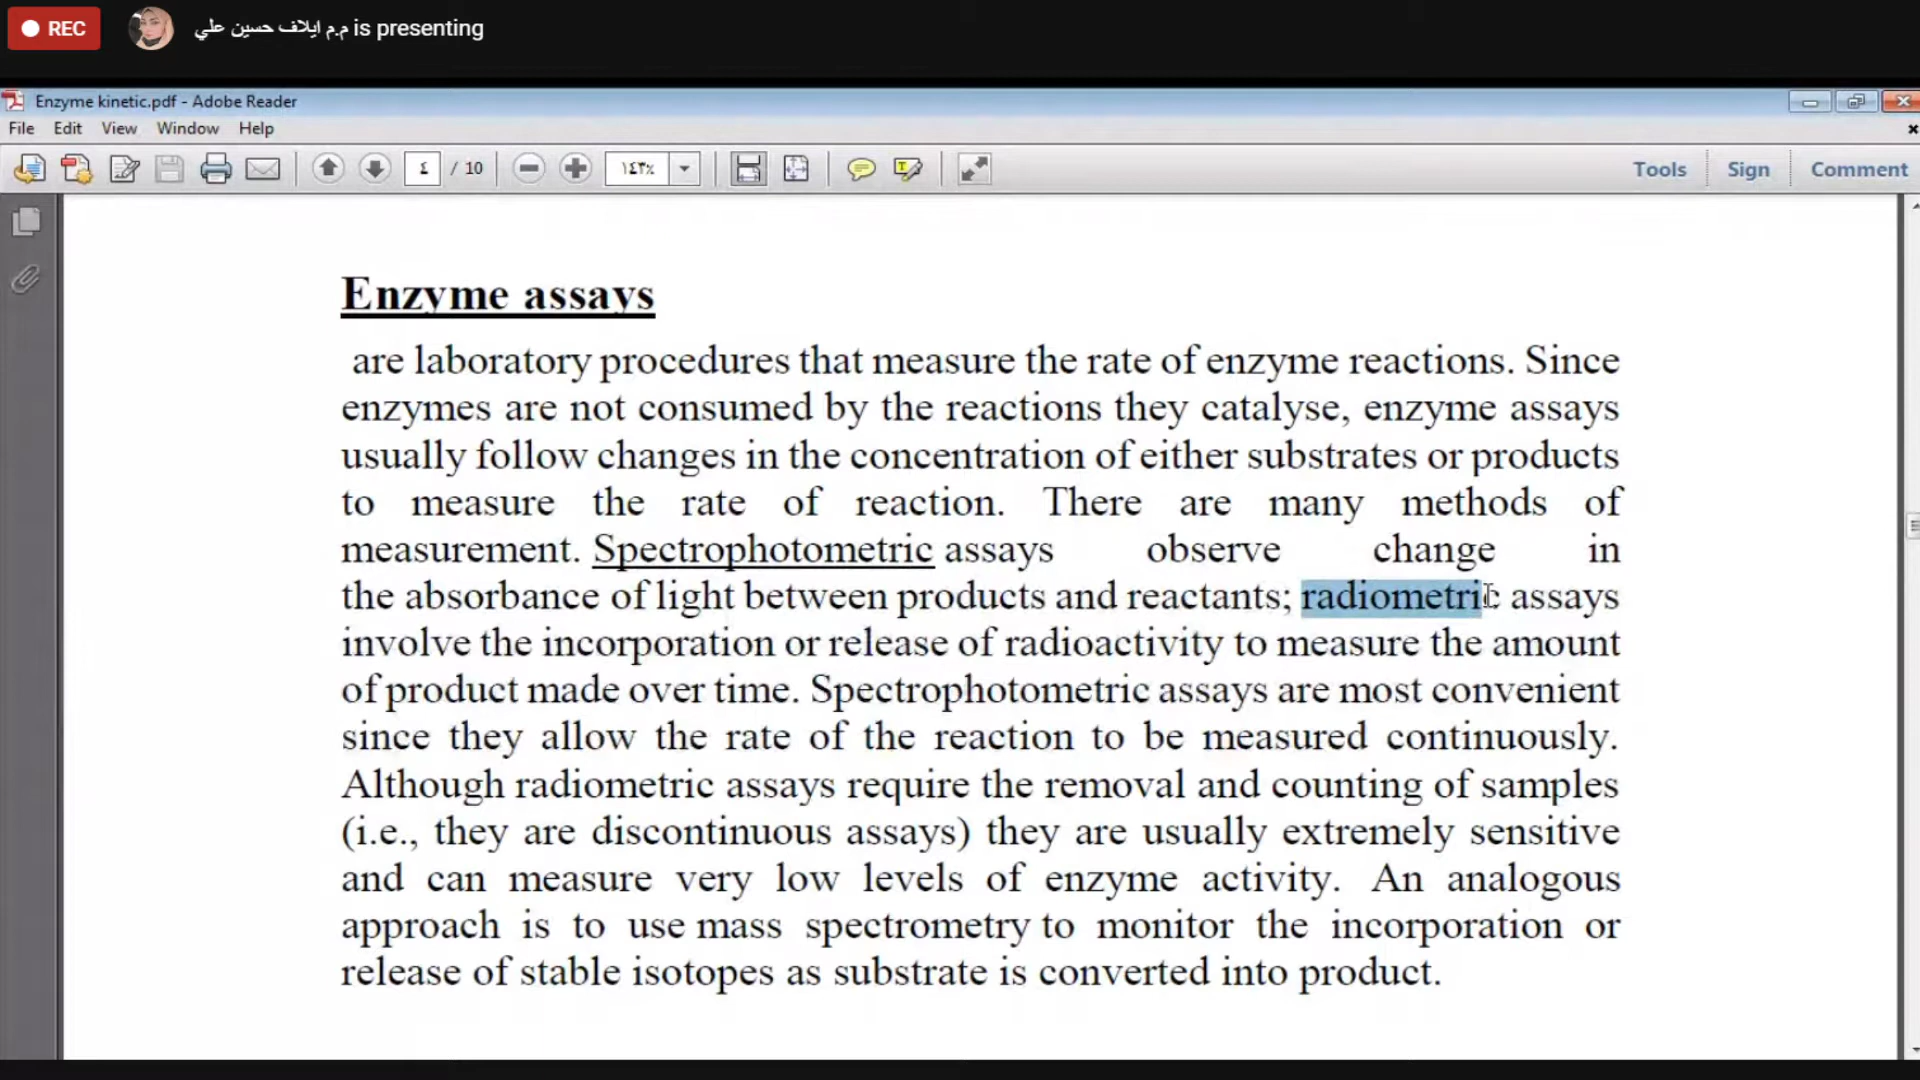 REC
م.م ايلاف حسين علي is presenting
Enzyme kinetic.pdf - Adobe Reader
File Edit View Window Help
٤ / 10 ١٤٣% Tools Sign Comment
Enzyme assays
are laboratory procedures that measure the rate of enzyme reactions. Since
enzymes are not consumed by the reactions they catalyse, enzyme assays
usually follow changes in the concentration of either substrates or products
to measure the rate of reaction. There are many methods of
measurement. Spectrophotometric assays observe change in
the absorbance of light between products and reactants; radiometric assays
involve the incorporation or release of radioactivity to measure the amount
of product made over time. Spectrophotometric assays are most convenient
since they allow the rate of the reaction to be measured continuously.
Although radiometric assays require the removal and counting of samples
(i.e., they are discontinuous assays) they are usually extremely sensitive
and can measure very low levels of enzyme activity. An analogous
approach is to use mass spectrometry to monitor the incorporation or
release of stable isotopes as substrate is converted into product.